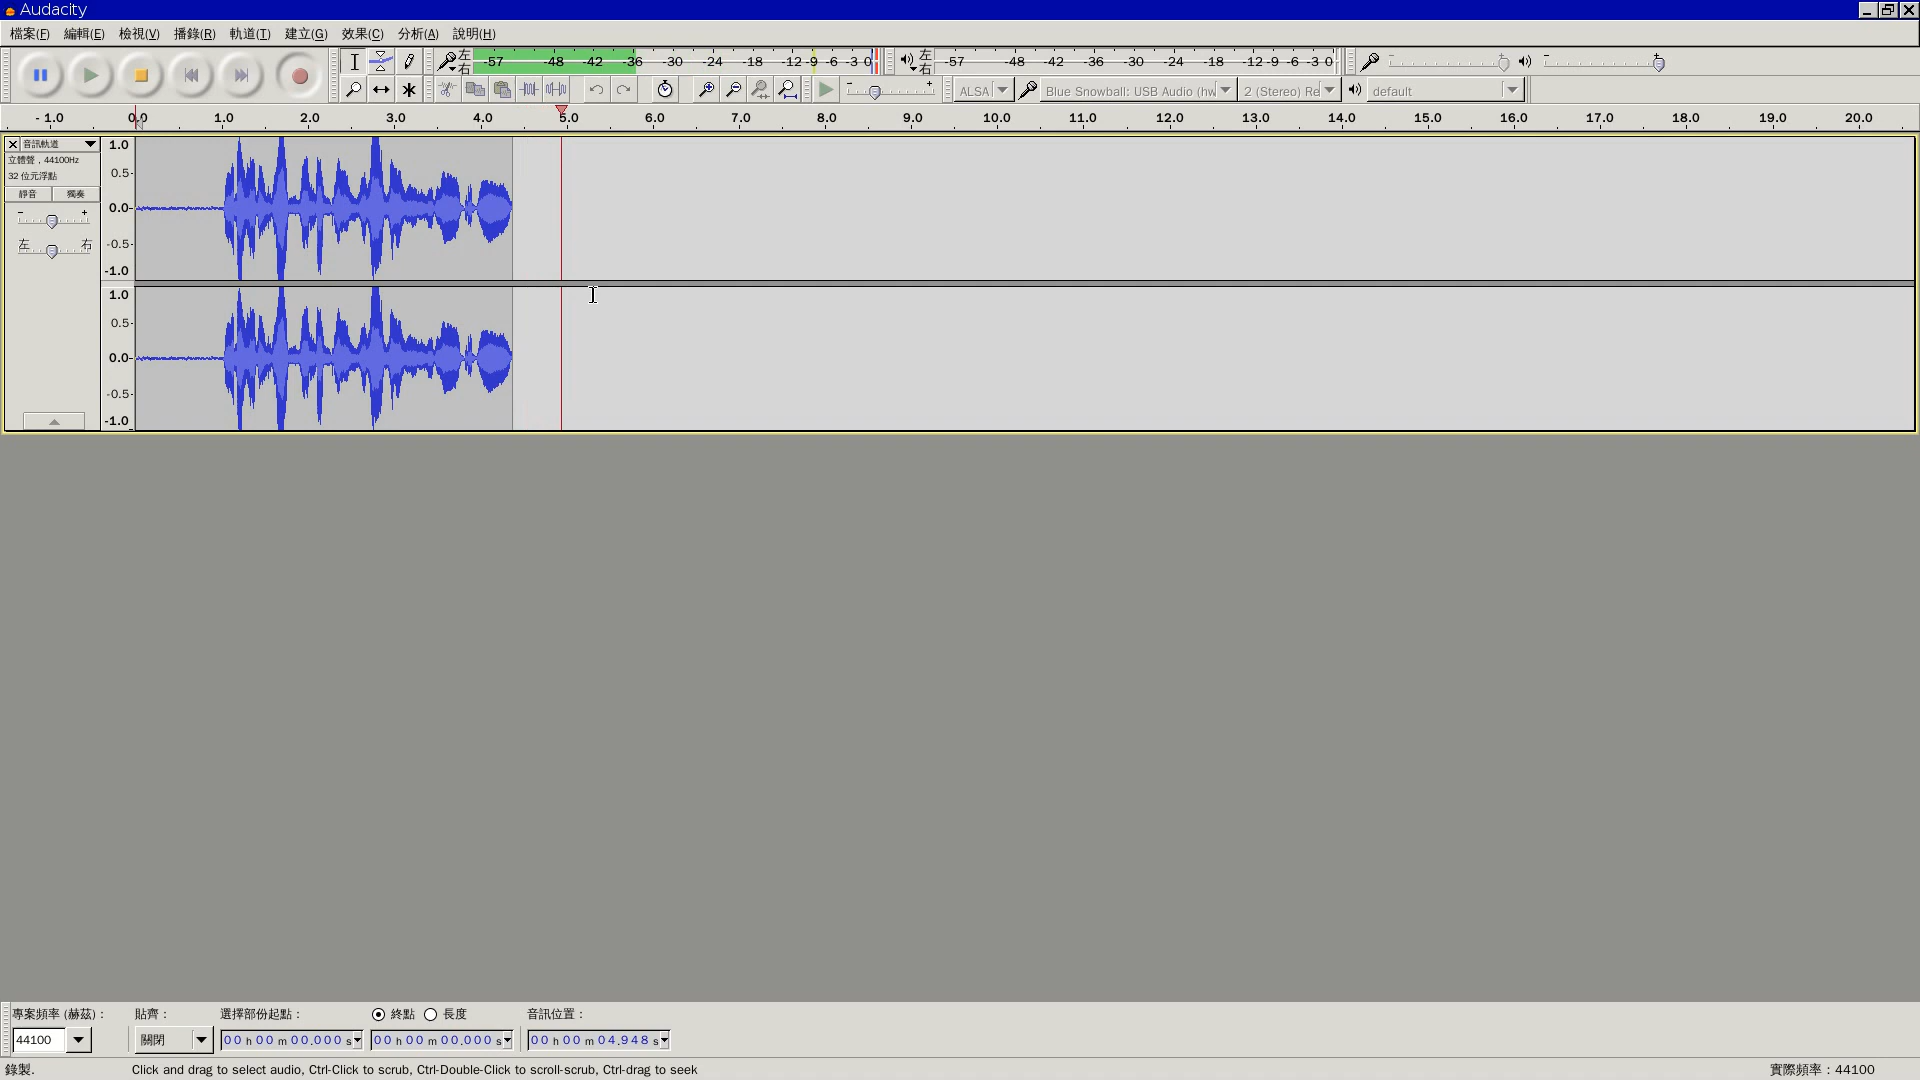 Audacity
檔案(F) 編輯(E) 檢視(V) 播錄(R) 軌道(T) 建立(G) 效果(C) 分析(A) 說明(H)
左 右 -57 -48 -42 -36 -30 -24 -18 -12 -9 -6 -3 0 左 右 -57 -48 -42 -36 -30 -24 -18 -12 -9 -6 -3 0
ALSA Blue Snowball: USB Audio (hw 2 (Stereo) Re default
- 1.0 0.0 1.0 2.0 3.0 4.0 5.0 6.0 7.0 8.0 9.0 10.0 11.0 12.0 13.0 14.0 15.0 16.0 17.0 18.0 19.0 20.0
音訊軌道
立體聲，44100Hz
32 位元浮點
靜音 獨奏
- +
左 右
1.0
0.5-
0.0-
-0.5-
-1.0
1.0
0.5-
0.0-
-0.5-
-1.0
專案頻率 (赫茲)： 貼齊： 選擇部份起點： 終點 長度 音訊位置：
44100 關閉 00 h 00 m 00.000 s 00 h 00 m 00.000 s 00 h 00 m 04.948 s
錄製. Click and drag to select audio, Ctrl-Click to scrub, Ctrl-Double-Click to scroll-scrub, Ctrl-drag to seek 實際頻率：44100